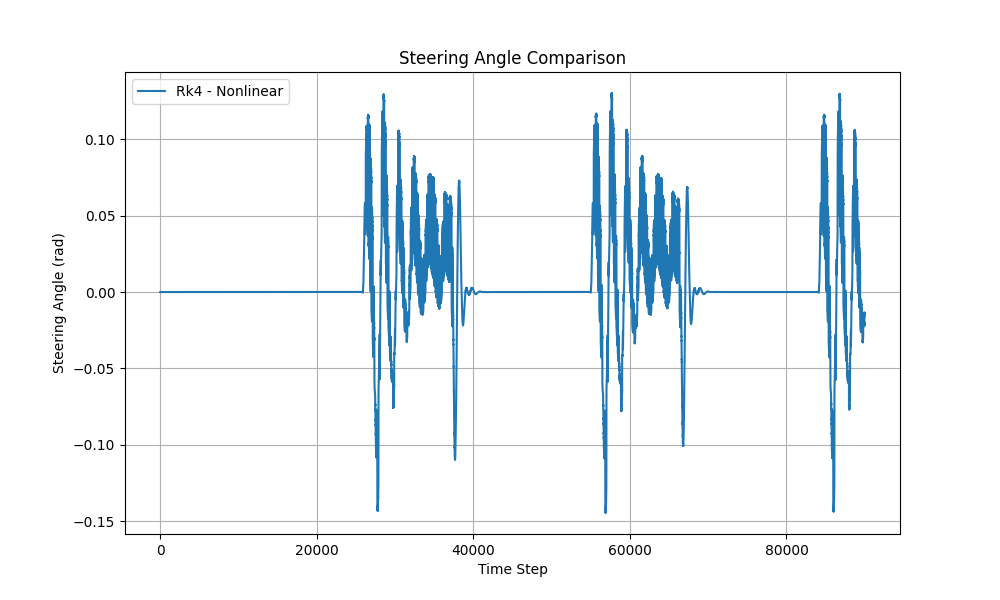 Steering Angle Comparison
Rk4 - Nonlinear
Steering Angle (rad)
0.10
0.05
0.00
−0.05
−0.10
−0.15
0 20000 40000 60000 80000
Time Step